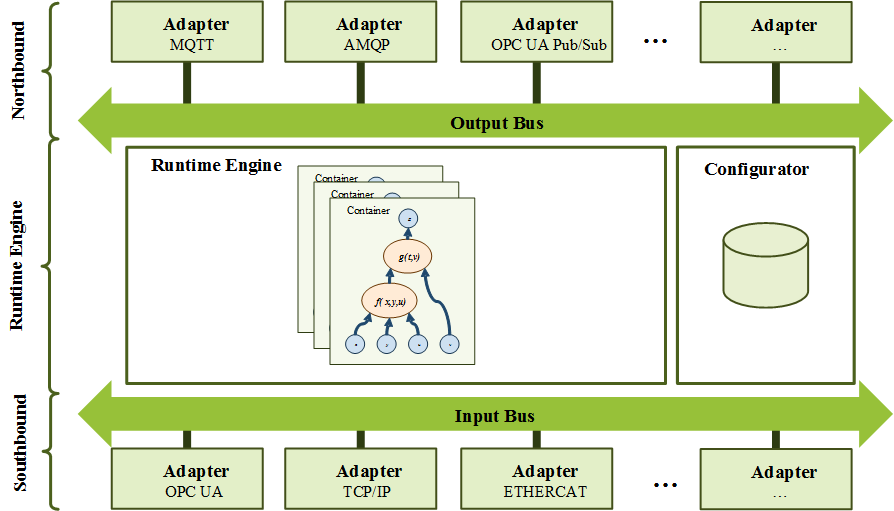 Northbound
Adapter
MQTT
Adapter
AMQP
Adapter
OPC UA Pub/Sub
…
Adapter
…
Output Bus
Runtime Engine
Runtime Engine
Container
Container
Container
z
g(t,v)
f( x,y,u)
Configurator
Southbound
Input Bus
Adapter
OPC UA
Adapter
TCP/IP
Adapter
ETHERCAT
…
Adapter
…